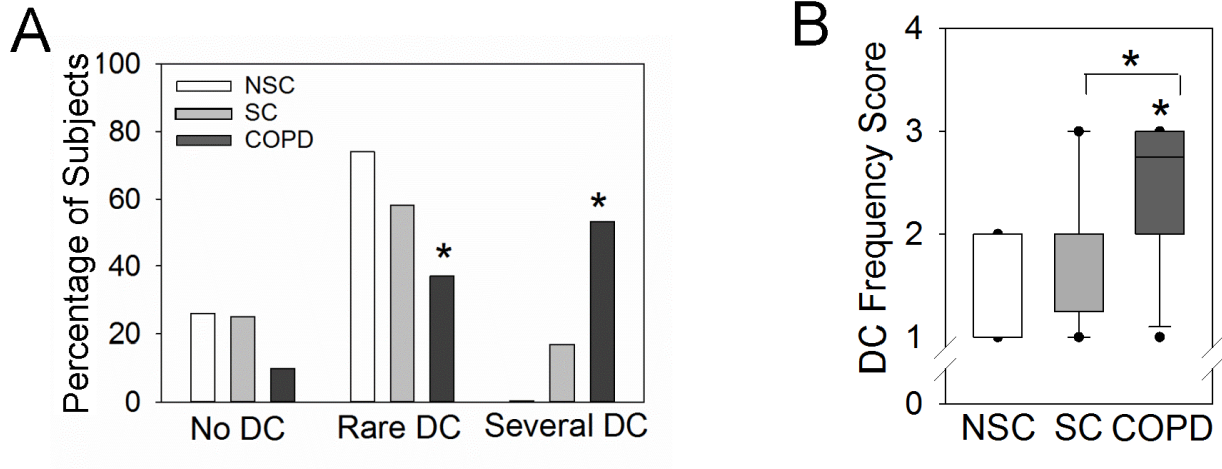 A
Percentage of Subjects
100
80
60
40
20
0
NSC
SC
COPD
*
*
No DC
Rare DC
Several DC
B
DC Frequency Score
4
3
2
1
0
*
*
NSC
SC
COPD